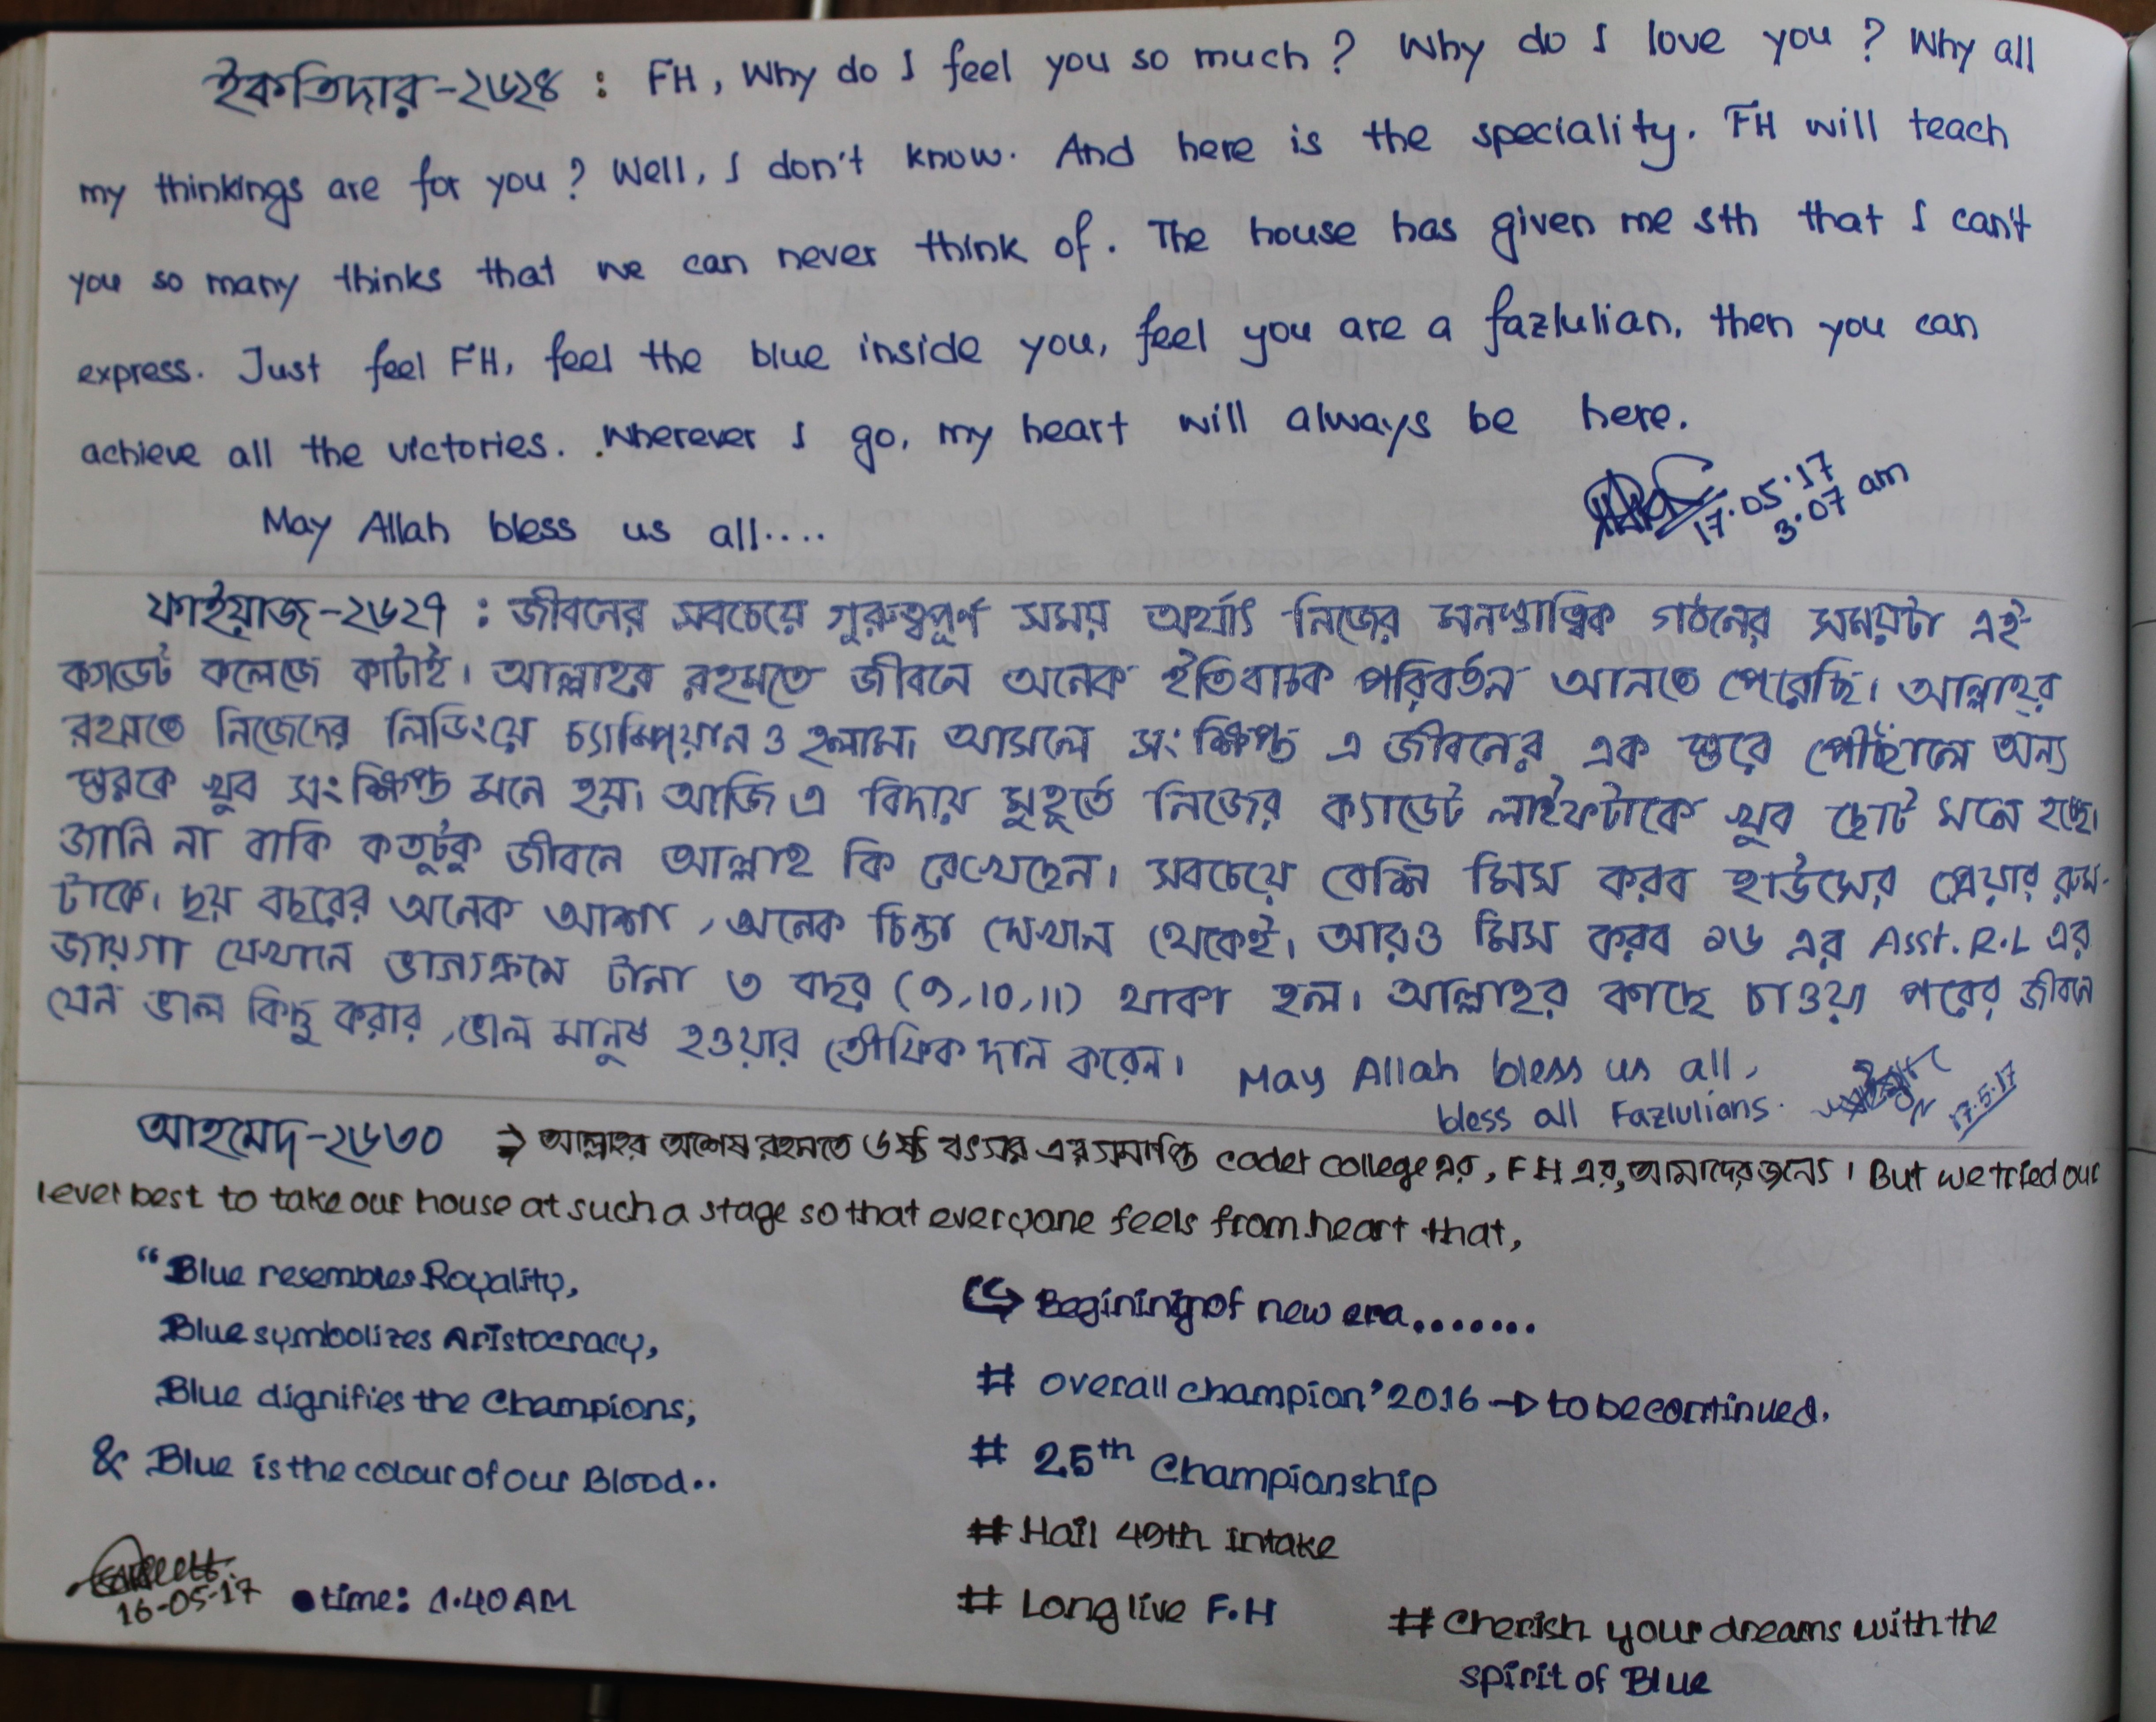 ইকতিদার-২৬২৪ : FH, Why do I feel you so much? Why do I love you? Why all
my thinkings are for you? Well, I don't know. And here is the speciality. FH will teach
you so many thinks that we can never think of. The house has given me sth that I can't
express. Just feel FH, feel the blue inside you, feel you are a fazlulian, then you can
achieve all the victories. .Wherever I go, my heart will always be here.
May Allah bless us all....
17.05.17
3.07 am
ফাইয়াজ-২৬২৭ : জীবনের সবচেয়ে গুরুত্বপূর্ণ সময় অর্থাৎ নিজের মনস্তাত্ত্বিক গঠনের সময়টা এই
ক্যাডেট কলেজে কাটাই। আল্লাহর রহমতে জীবনে অনেক ইতিবাচক পরিবর্তন আনতে পেরেছি। আল্লাহর
রহমতে নিজেদের লিডিংয়ে চ্যাম্পিয়ানও হলাম। আসলে সংক্ষিপ্ত এ জীবনের এক স্তরে পৌঁছালে অন্য
স্তরকে খুব সংক্ষিপ্ত মনে হয়। আজি এ বিদায় মুহূর্তে নিজের ক্যাডেট লাইফটাকে খুব ছোট মনে হচ্ছে।
জানি না বাকি কতটুকু জীবনে আল্লাহ কি রেখেছেন। সবচেয়ে বেশি মিস করব হাউসের প্রেয়ার রুম-
টাকে। ছয় বছরের অনেক আশা, অনেক চিন্তা সেখান থেকেই। আরও মিস করব ১৬ এর Asst. R.L এর
জায়গা যেখানে ভাগ্যক্রমে টানা ৩ বছর (9,10,11) থাকা হল। আল্লাহর কাছে চাওয়া পরের জীবনে
যেন ভাল কিছু করার, ভাল মানুষ হওয়ার তৌফিক দান করেন। May Allah bless us all,
bless all Fazlulians.
17.5.17
আহমেদ-২৬৩০ ⇒ আল্লাহর অশেষ রহমতে ৬ষ্ঠ বৎসর এর সমাপ্তি cadet college এর, FH এর, আমাদের জন্যে। But we tried our
level best to take our house at such a stage so that everyone feels from heart that,
"Blue resembles Royality,
Blue symbolizes Aristocracy,
Blue dignifies the Champions,
& Blue is the colour of our Blood..
16-05-17
time: 1.40 AM
↪ Begining of new era.......
# overall champion'2016 → to be continued.
# 25th Championship
# Hail 49th intake
# Long live F.H
# Cherish your dreams with the
spirit of Blue